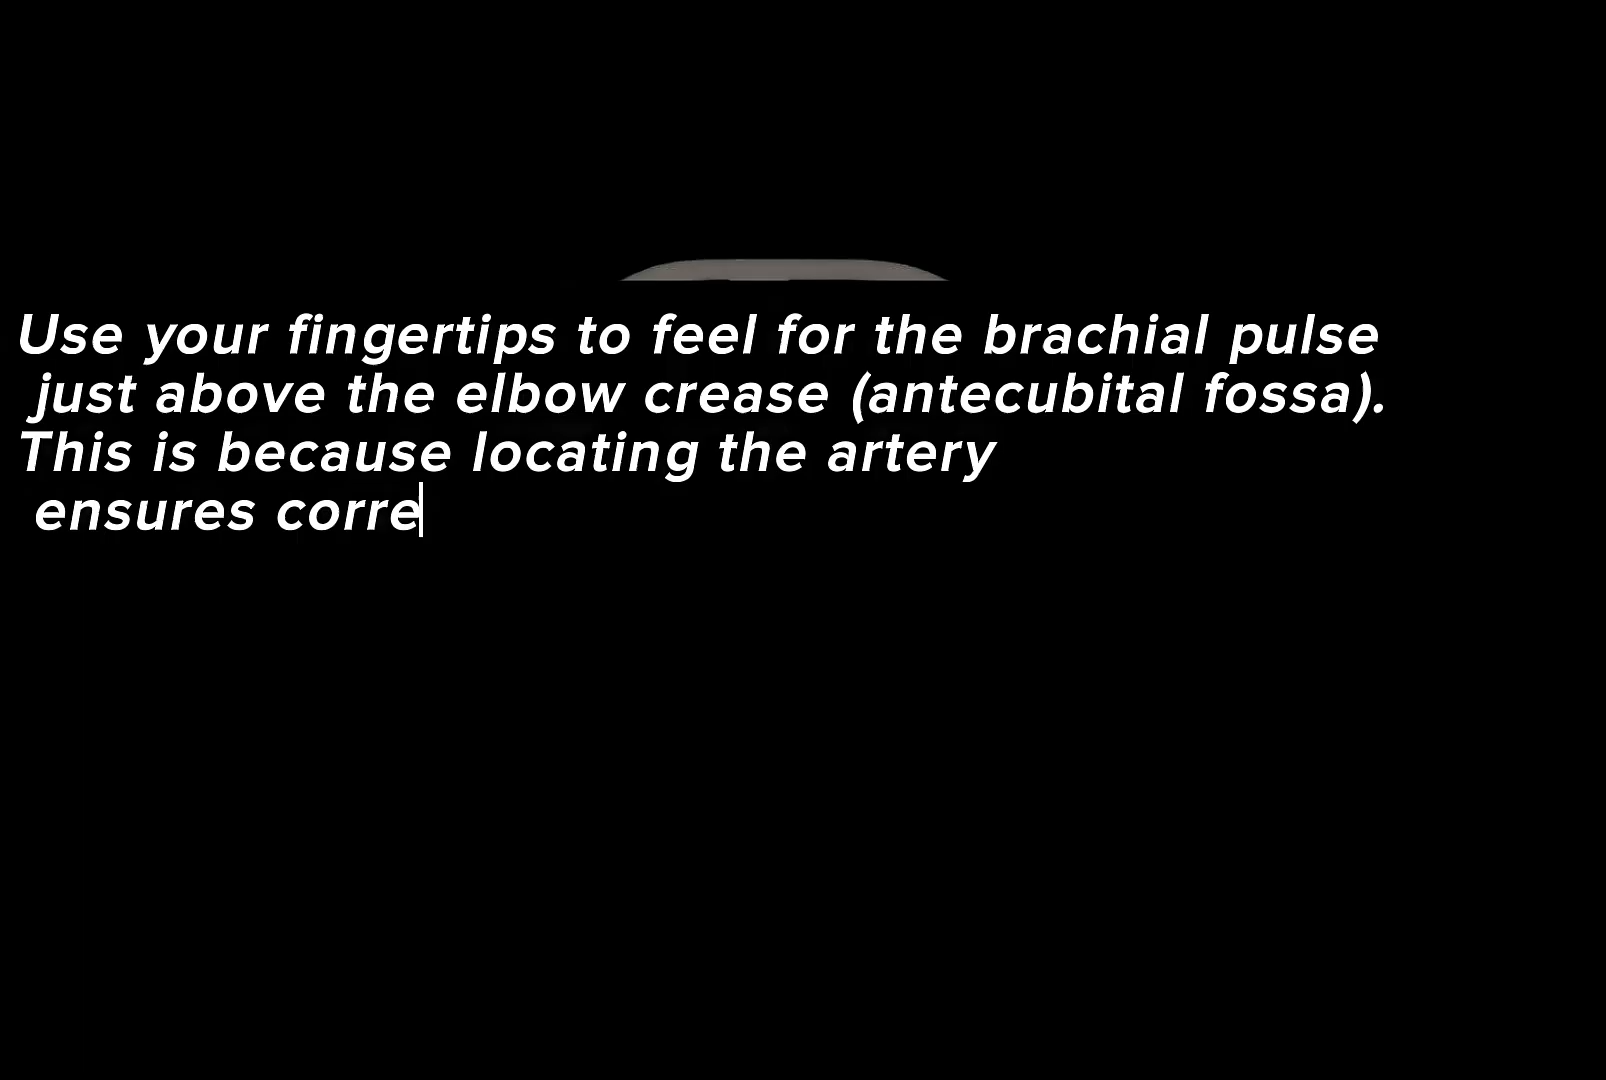 Use your fingertips to feel for the brachial pulse
just above the elbow crease (antecubital fossa).
This is because locating the artery
ensures corre